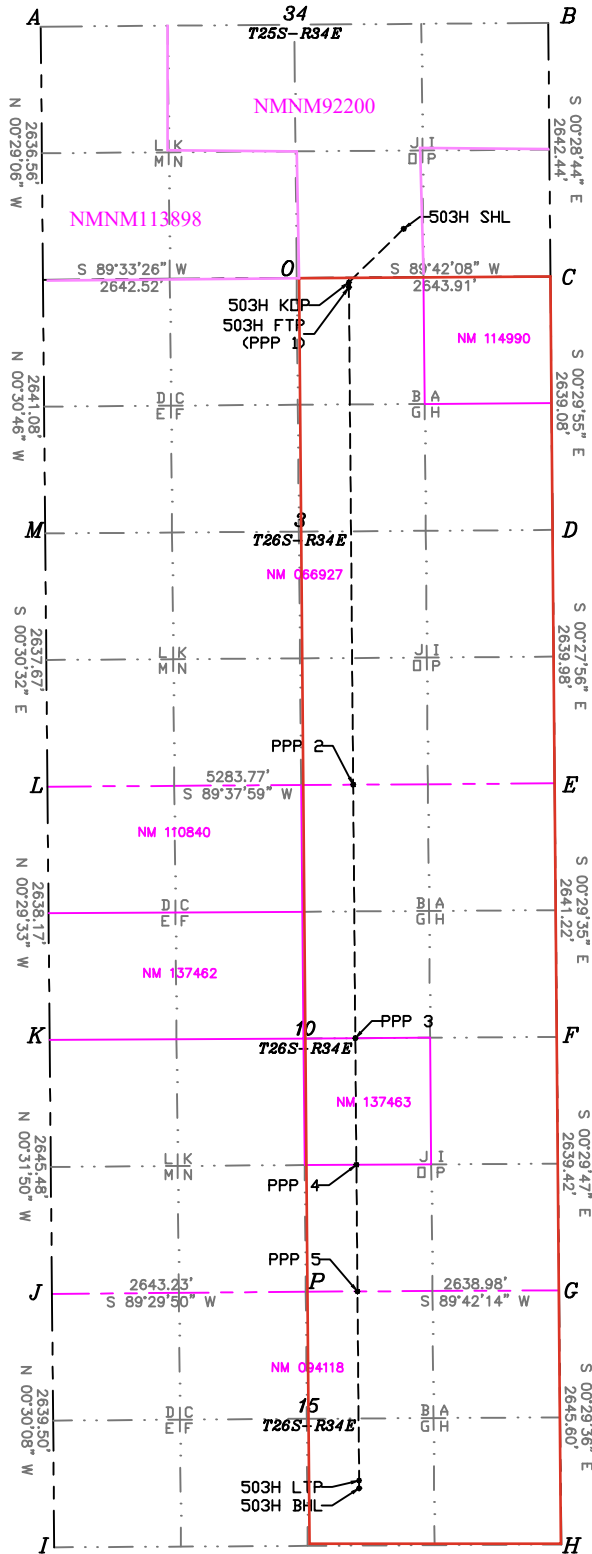 A
34
B
T25S-R34E
NMNM92200
2636.56'
N 00°29'06" W
L K
M N
J I
O P
S 00°28'44" E
2642.44'
NMNM113898
503H SHL
S 89°33'26" W
2642.52'
O
S 89°42'08" W
2643.91'
C
503H KOP
503H FTP
(PPP 1)
NM 114990
2641.08'
N 00°30'46" W
D C
E F
B A
G H
S 00°29'55" E
2639.08'
M
3
T26S-R34E
D
NM 066927
2637.67'
S 00°30'32" E
L K
M N
J I
O P
S 00°27'56" E
2639.98'
PPP 2
L
5283.77'
S 89°37'59" W
E
NM 110840
2638.17'
N 00°29'33" W
D C
E F
B A
G H
S 00°29'35" E
2641.22'
NM 137462
K
10
T26S-R34E
PPP 3
F
NM 137463
2645.48'
N 00°31'50" W
L K
M N
J I
O P
S 00°29'47" E
2639.42'
PPP 4
PPP 5
J
2643.23'
S 89°29'50" W
P
2638.98'
S 89°42'14" W
G
NM 094118
2639.50'
N 00°30'08" W
D C
E F
15
T26S-R34E
B A
G H
S 00°29'36" E
2645.60'
503H LTP
503H BHL
I
H